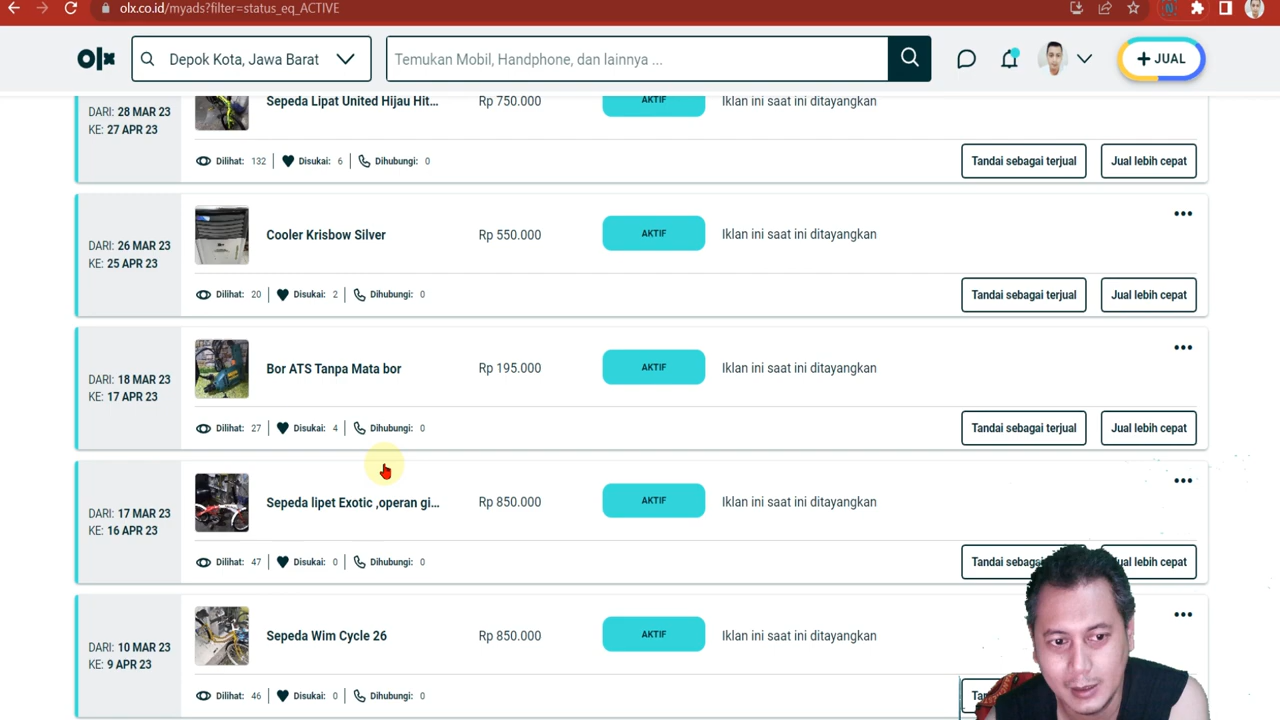 olx.co.id/myads?filter=status_eq_ACTIVE
olx
Depok Kota, Jawa Barat
Temukan Mobil, Handphone, dan lainnya ...
+ JUAL
DARI: 28 MAR 23
KE: 27 APR 23
Sepeda Lipat United Hijau Hit...
Rp 750.000
AKTIF
Iklan ini saat ini ditayangkan
Dilihat: 132
Disukai: 6
Dihubungi: 0
Tandai sebagai terjual
Jual lebih cepat
DARI: 26 MAR 23
KE: 25 APR 23
Cooler Krisbow Silver
Rp 550.000
AKTIF
Iklan ini saat ini ditayangkan
Dilihat: 20
Disukai: 2
Dihubungi: 0
Tandai sebagai terjual
Jual lebih cepat
DARI: 18 MAR 23
KE: 17 APR 23
Bor ATS Tanpa Mata bor
Rp 195.000
AKTIF
Iklan ini saat ini ditayangkan
Dilihat: 27
Disukai: 4
Dihubungi: 0
Tandai sebagai terjual
Jual lebih cepat
DARI: 17 MAR 23
KE: 16 APR 23
Sepeda lipet Exotic ,operan gi...
Rp 850.000
AKTIF
Iklan ini saat ini ditayangkan
Dilihat: 47
Disukai: 0
Dihubungi: 0
Tandai
lebih cepat
DARI: 10 MAR 23
KE: 9 APR 23
Sepeda Wim Cycle 26
Rp 850.000
AKTIF
Iklan ini saat ini ditayangkan
Dilihat: 46
Disukai: 0
Dihubungi: 0